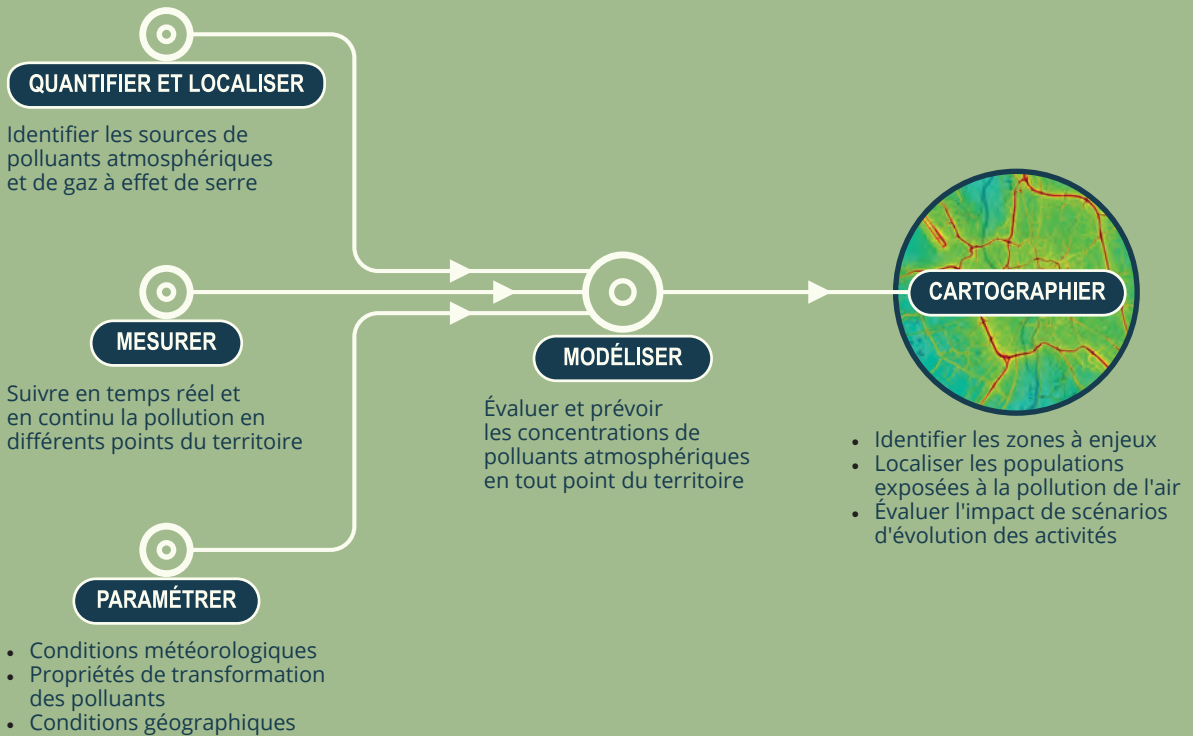 QUANTIFIER ET LOCALISER
Identifier les sources de
polluants atmosphériques
et de gaz à effet de serre
MESURER
Suivre en temps réel et
en continu la pollution en
différents points du territoire
PARAMÉTRER
• Conditions météorologiques
• Propriétés de transformation
des polluants
• Conditions géographiques
MODÉLISER
Évaluer et prévoir
les concentrations de
polluants atmosphériques
en tout point du territoire
CARTOGRAPHIER
• Identifier les zones à enjeux
• Localiser les populations
exposées à la pollution de l'air
• Évaluer l'impact de scénarios
d'évolution des activités